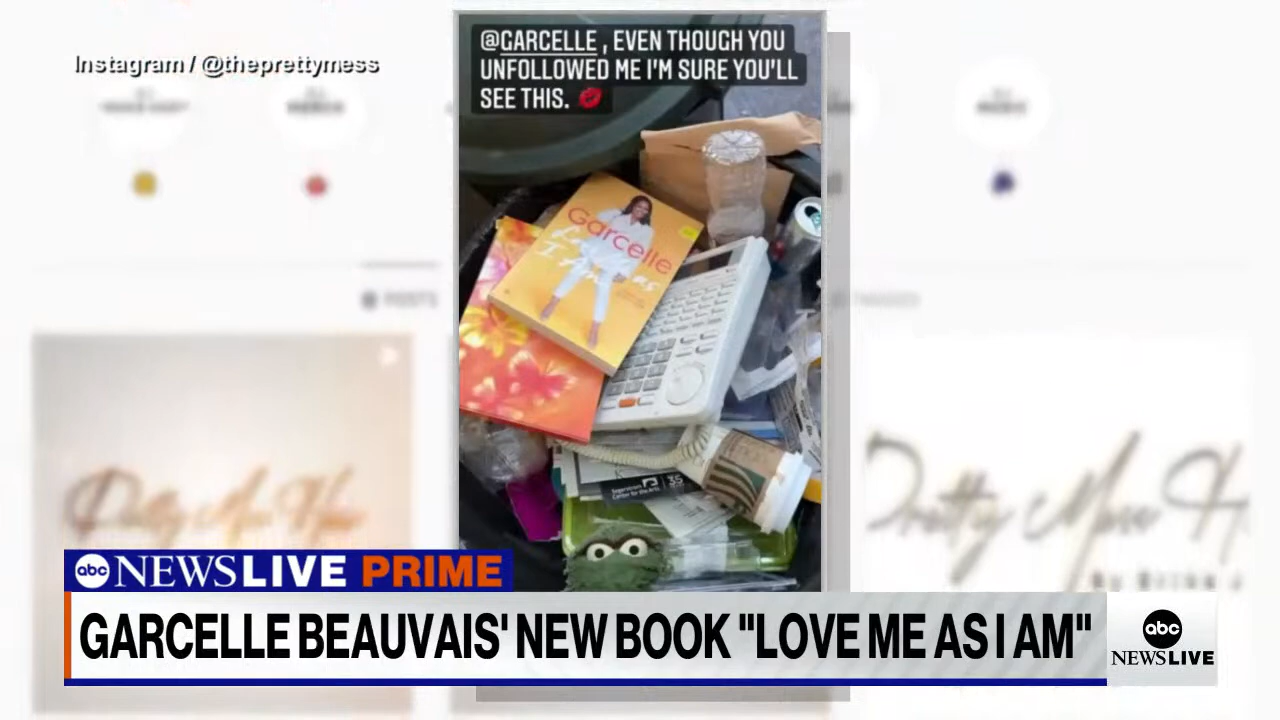 Instagram / @theprettymess
@GARCELLE , EVEN THOUGH YOU
UNFOLLOWED ME I'M SURE YOU'LL
SEE THIS.
Garcelle
POSTS
abc NEWS LIVE PRIME
GARCELLE BEAUVAIS' NEW BOOK "LOVE ME AS I AM"
abc
NEWS LIVE